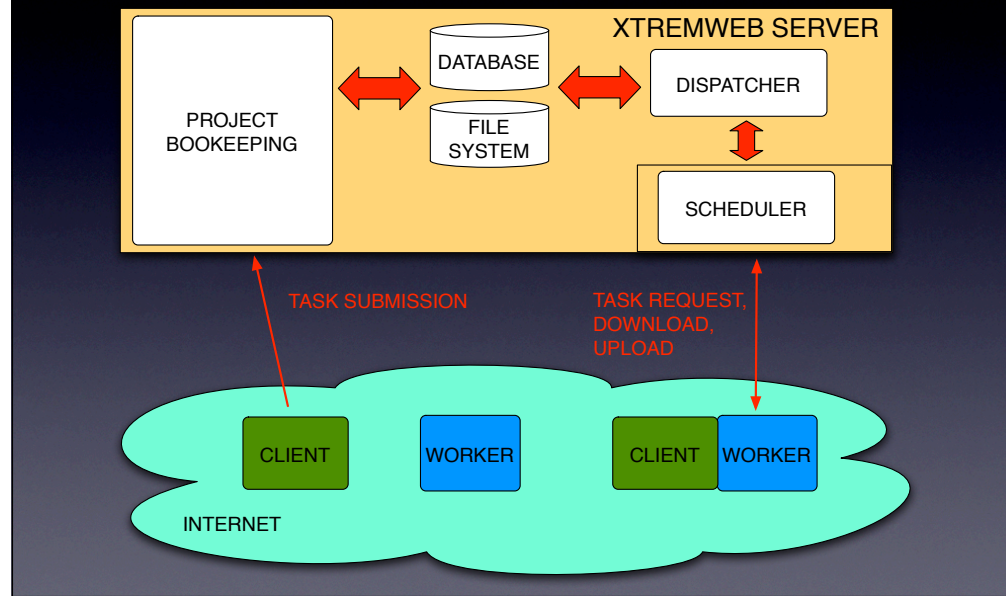 XTREMWEB SERVER
PROJECT
BOOKEEPING
DATABASE
FILE
SYSTEM
DISPATCHER
SCHEDULER
TASK SUBMISSION
TASK REQUEST,
DOWNLOAD,
UPLOAD
CLIENT
WORKER
CLIENT
WORKER
INTERNET